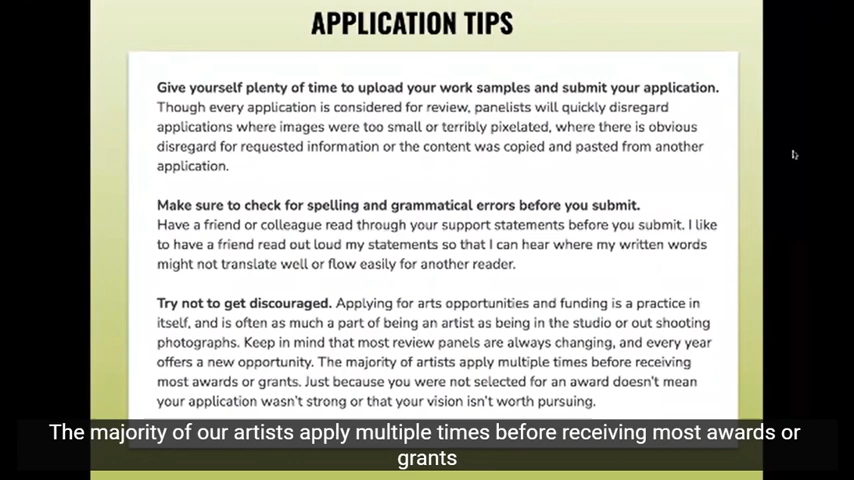 APPLICATION TIPS
Give yourself plenty of time to upload your work samples and submit your application.
Though every application is considered for review, panelists will quickly disregard
applications where images were too small or terribly pixelated, where there is obvious
disregard for requested information or the content was copied and pasted from another
application.
Make sure to check for spelling and grammatical errors before you submit.
Have a friend or colleague read through your support statements before you submit. I like
to have a friend read out loud my statements so that I can hear where my written words
might not translate well or flow easily for another reader.
Try not to get discouraged. Applying for arts opportunities and funding is a practice in
itself, and is often as much a part of being an artist as being in the studio or out shooting
photographs. Keep in mind that most review panels are always changing, and every year
offers a new opportunity. The majority of artists apply multiple times before receiving
most awards or grants. Just because you were not selected for an award doesn't mean
your application wasn't strong or that your vision isn't worth pursuing.
The majority of our artists apply multiple times before receiving most awards or
grants